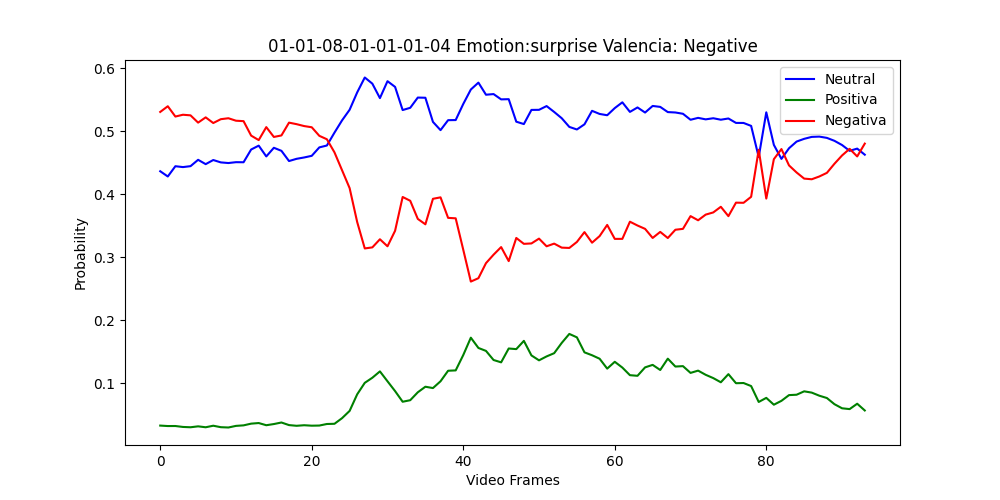 01-01-08-01-01-01-04 Emotion:surprise Valencia: Negative
Neutral
Positiva
Negativa
Probability
0.6
0.5
0.4
0.3
0.2
0.1
0 20 40 60 80
Video Frames